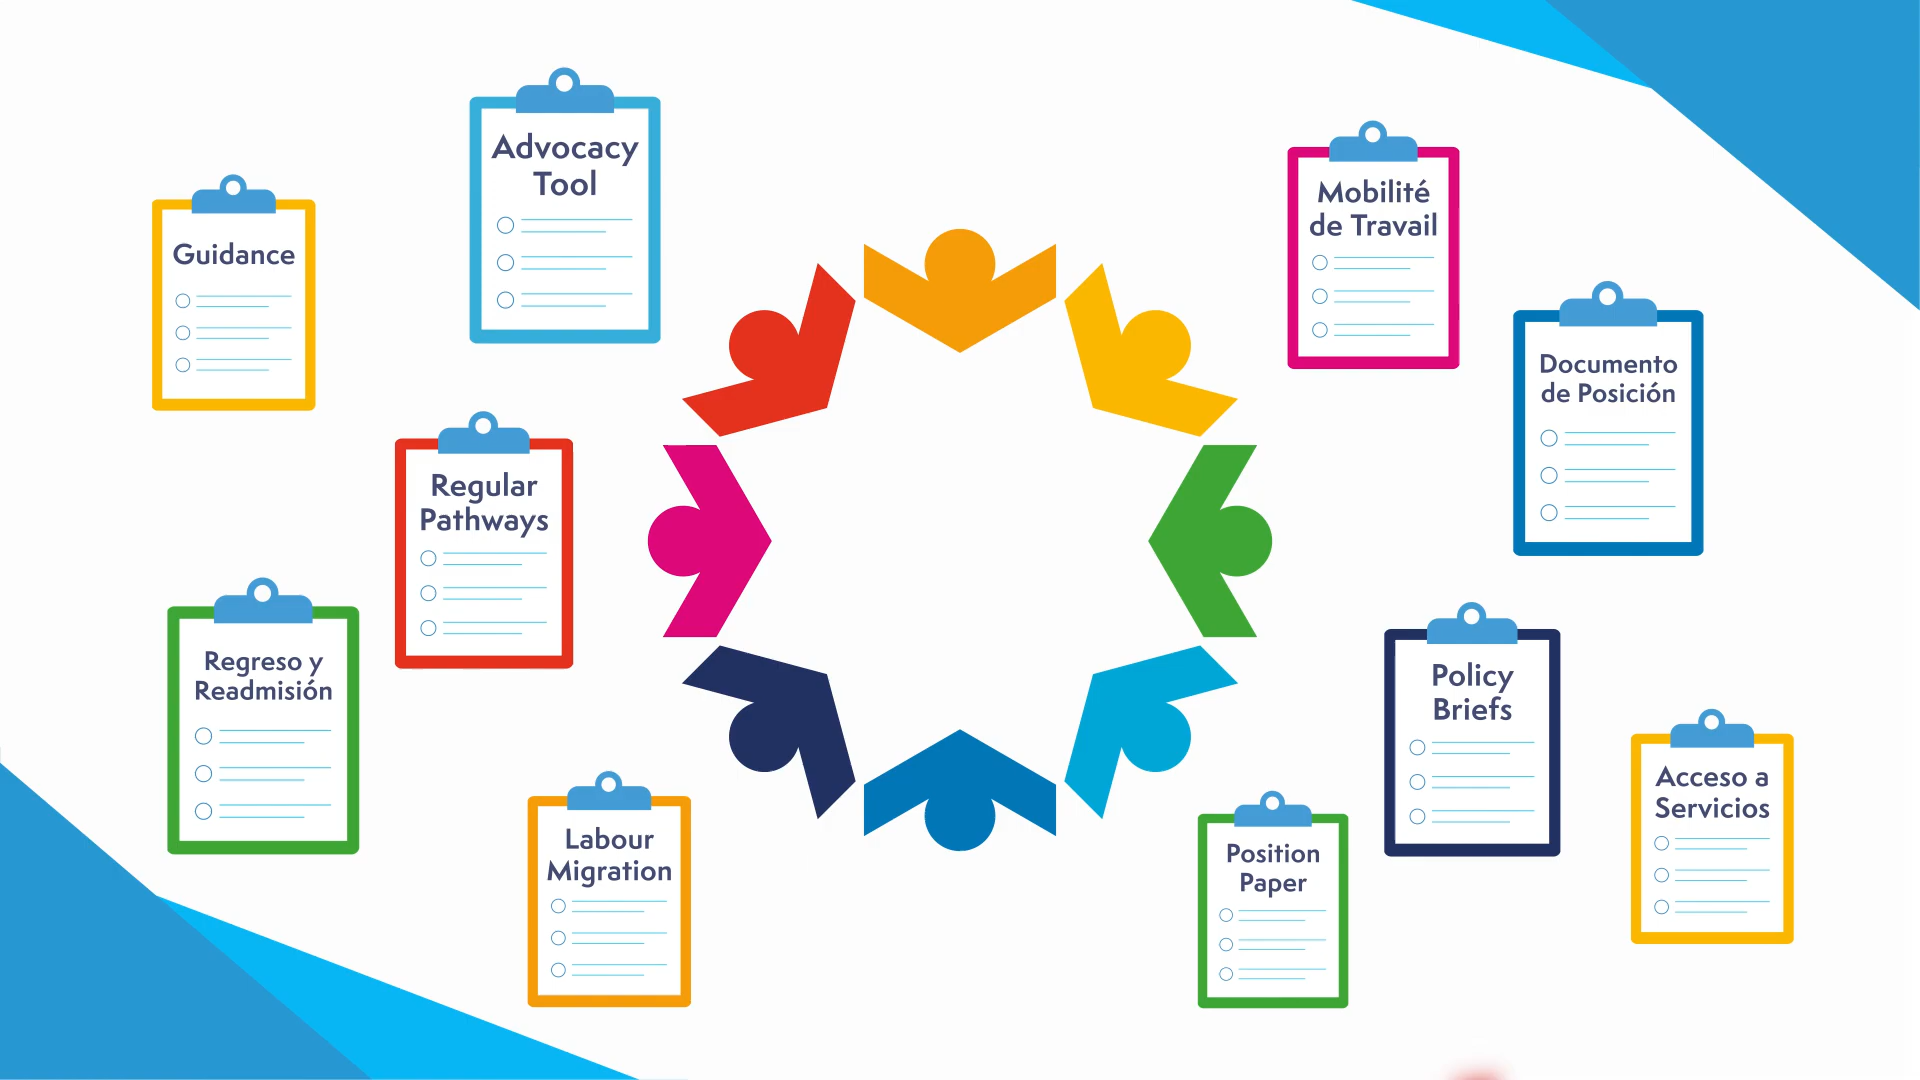 Guidance
Advocacy
Tool
Regular
Pathways
Regreso y
Readmisión
Labour
Migration
Mobilité
de Travail
Documento
de Posición
Policy
Briefs
Position
Paper
Acceso a
Servicios